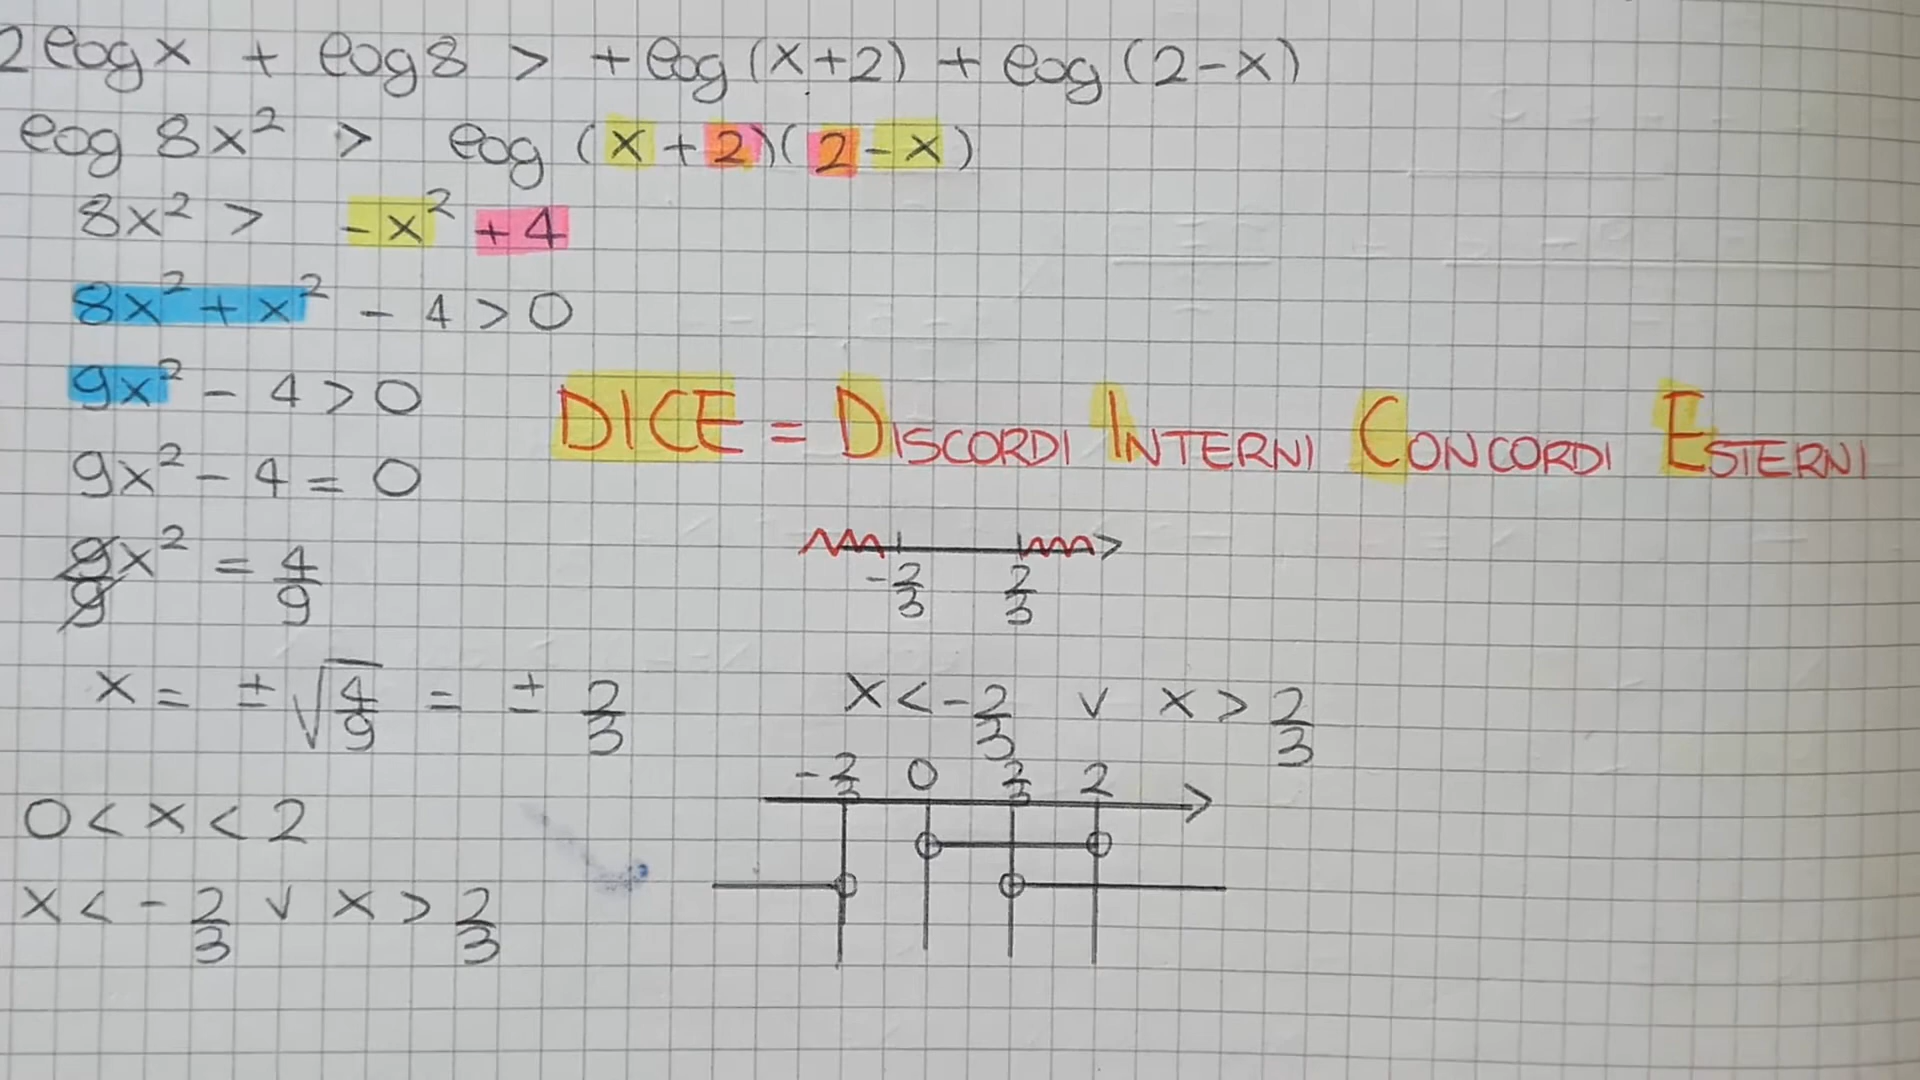 2 log x + log 8 > + log (x+2) + log (2-x)
log 8x² > log (x+2)(2-x)
8x² > -x² +4
8x² + x² - 4 > 0
9x² - 4 > 0
DICE = DISCORDI INTERNI CONCORDI ESTERNI
9x² - 4 = 0
9/9 x² = 4/9
-2/3 2/3
x = ± √4/9 = ± 2/3
x < -2/3 ∨ x > 2/3
-2/3 0 2/3 2
0 < x < 2
x < -2/3 ∨ x > 2/3